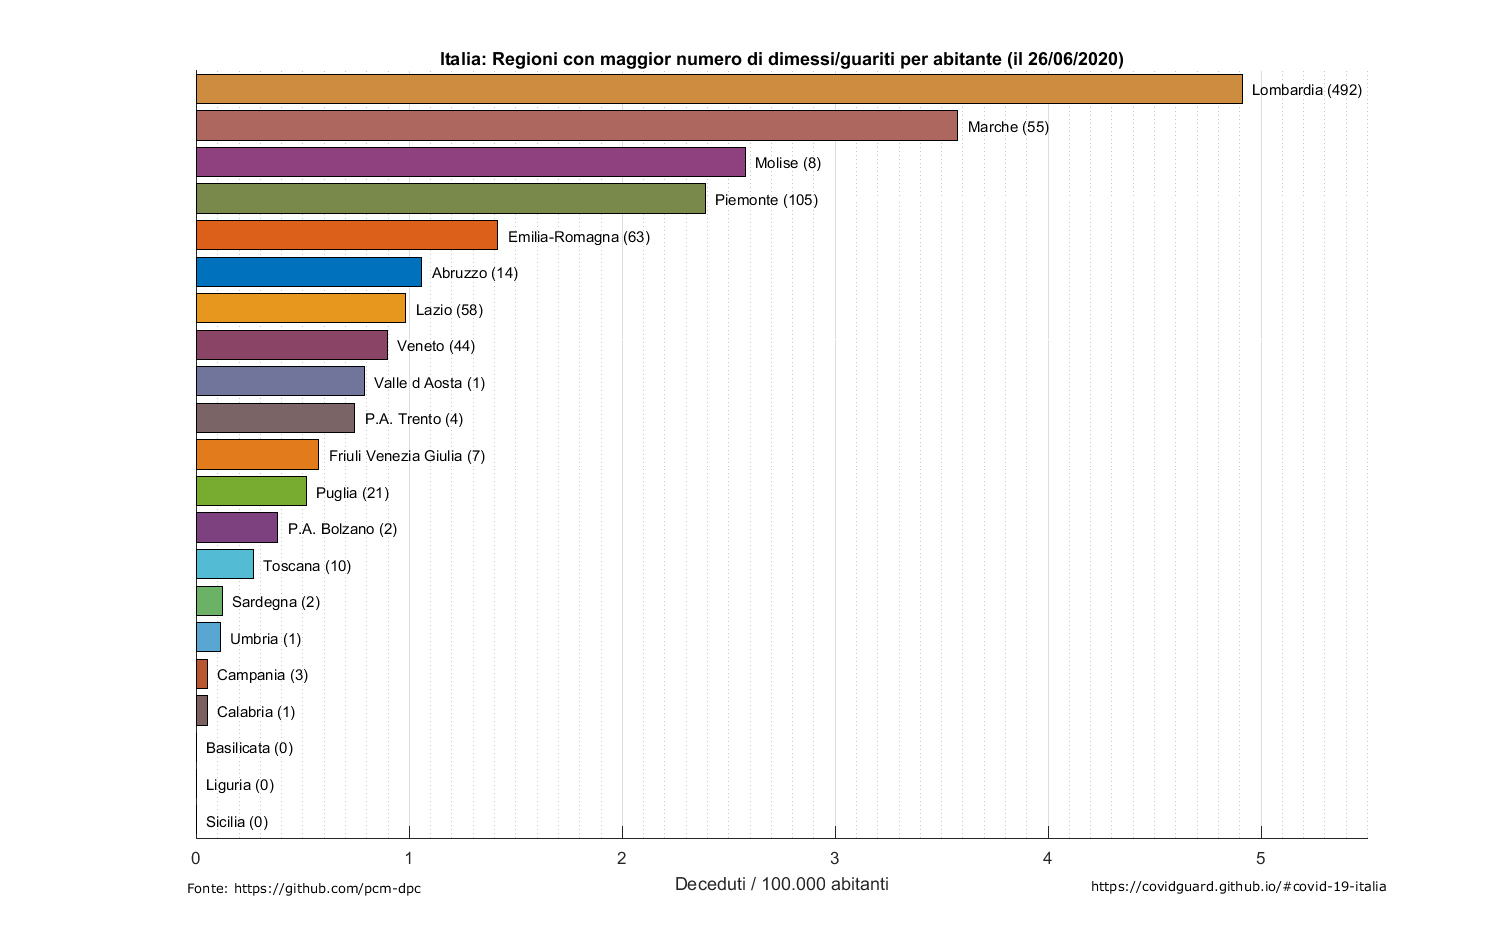 Italia: Regioni con maggior numero di dimessi/guariti per abitante (il 26/06/2020)
Lombardia (492)
Marche (55)
Molise (8)
Piemonte (105)
Emilia-Romagna (63)
Abruzzo (14)
Lazio (58)
Veneto (44)
Valle d Aosta (1)
P.A. Trento (4)
Friuli Venezia Giulia (7)
Puglia (21)
P.A. Bolzano (2)
Toscana (10)
Sardegna (2)
Umbria (1)
Campania (3)
Calabria (1)
Basilicata (0)
Liguria (0)
Sicilia (0)
0 1 2 3 4 5
Deceduti / 100.000 abitanti
Fonte: https://github.com/pcm-dpc
https://covidguard.github.io/#covid-19-italia